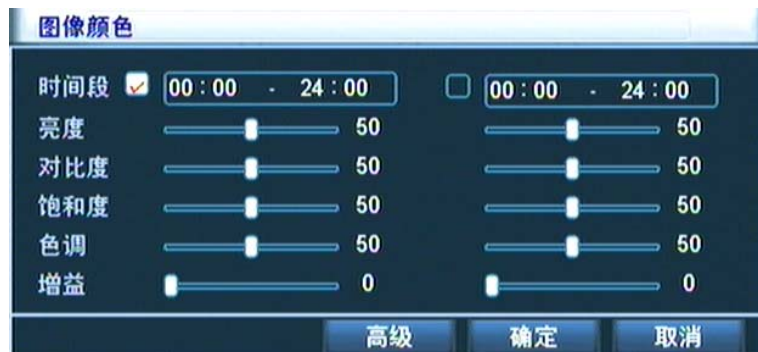 图像颜色
时间段 00:00 - 24:00 00:00 - 24:00
亮度 50 50
对比度 50 50
饱和度 50 50
色调 50 50
增益 0 0
高级 确定 取消